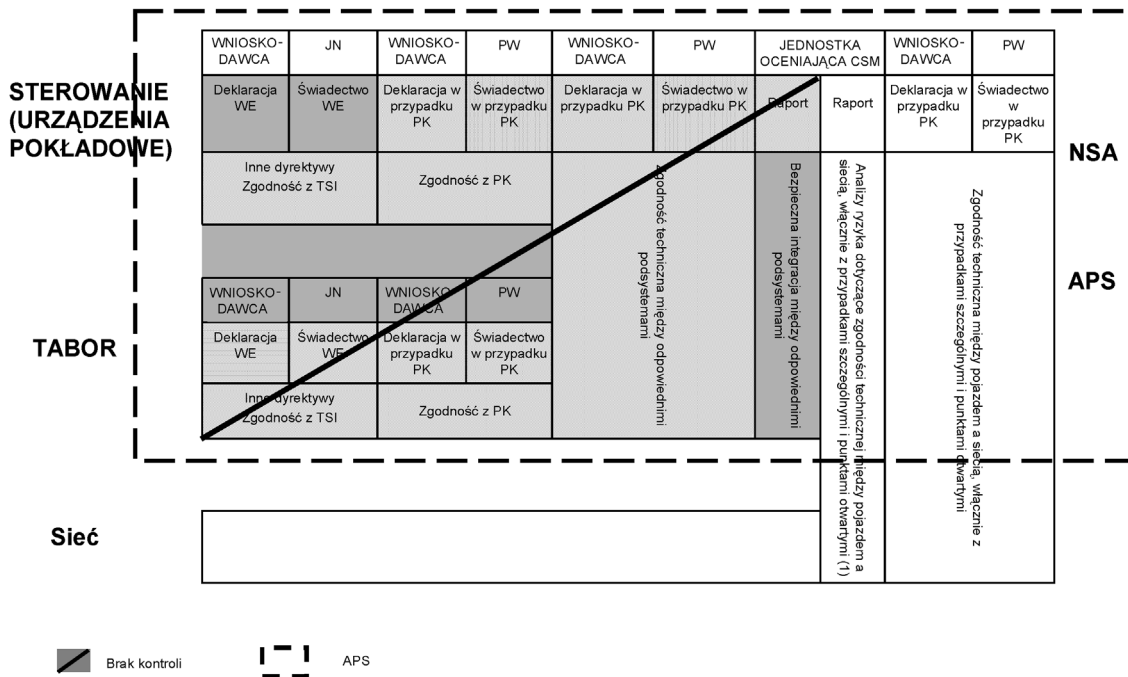 WNIOSKO-
DAWCA
JN
WNIOSKO-
DAWCA
PW
WNIOSKO-
DAWCA
PW
JEDNOSTKA
OCENIAJĄCA CSM
WNIOSKO-
DAWCA
PW
STEROWANIE
(URZĄDZENIA
POKŁADOWE)
Deklaracja
WE
Świadectwo
WE
Deklaracja w
przypadku
PK
Świadectwo
w przypadku
PK
Deklaracja w
przypadku PK
Świadectwo w
przypadku PK
Raport
Raport
Deklaracja w
przypadku
PK
Świadectwo
w
przypadku
PK
NSA
Inne dyrektywy
Zgodność z TSI
Zgodność z PK
Zgodność techniczna między odpowiednimi
podsystemami
Bezpieczna integracja między odpowiednimi
podsystemami
Analizy ryzyka dotyczące zgodności technicznej między pojazdem a
siecią, włącznie z przypadkami szczególnymi i punktami otwartymi (1)
Zgodność techniczna między pojazdem a siecią, włącznie z
przypadkami szczególnymi i punktami otwartymi
APS
WNIOSKO-
DAWCA
JN
WNIOSKO-
DAWCA
PW
TABOR
Deklaracja
WE
Świadectwo
WE
Deklaracja w
przypadku
PK
Świadectwo
w przypadku
PK
Inne dyrektywy
Zgodność z TSI
Zgodność z PK
Sieć
Brak kontroli
APS